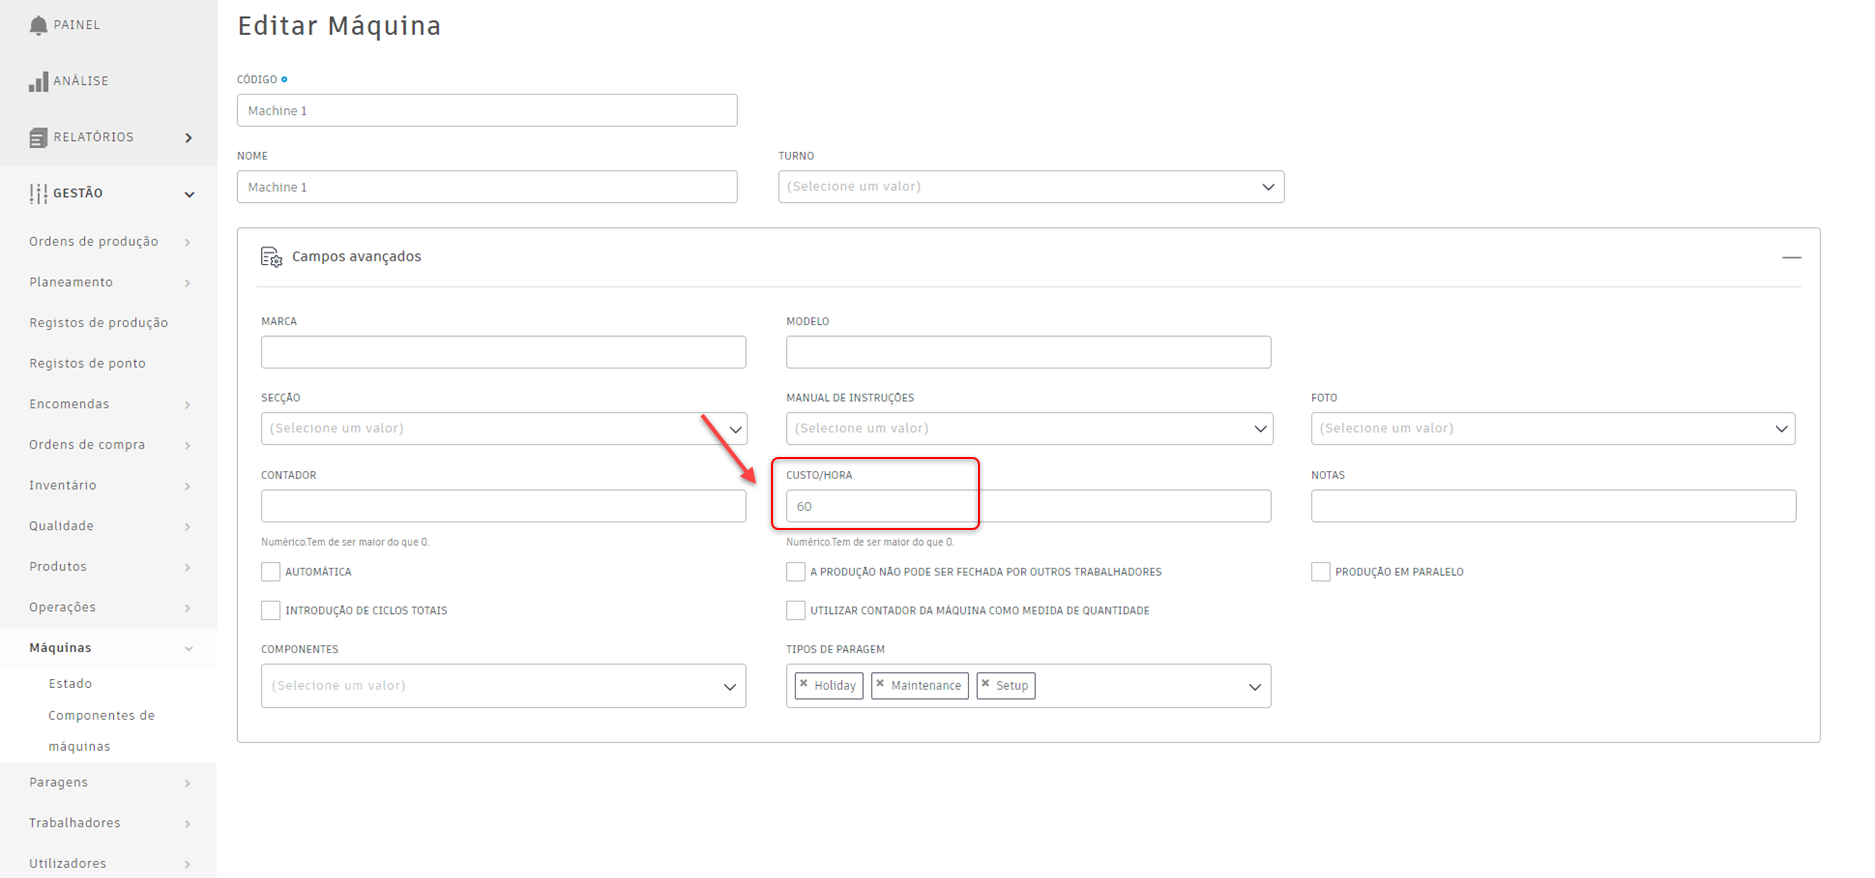 PAINEL
ANÁLISE
RELATÓRIOS
GESTÃO
Ordens de produção
Planeamento
Registos de produção
Registos de ponto
Encomendas
Ordens de compra
Inventário
Qualidade
Produtos
Operações
Máquinas
Estado
Componentes de
máquinas
Paragens
Trabalhadores
Utilizadores
Editar Máquina
CÓDIGO
Machine 1
NOME
Machine 1
TURNO
(Selecione um valor)
Campos avançados
MARCA
MODELO
SECÇÃO
(Selecione um valor)
MANUAL DE INSTRUÇÕES
(Selecione um valor)
FOTO
(Selecione um valor)
CONTADOR
Numérico.Tem de ser maior do que 0.
CUSTO/HORA
60
Numérico.Tem de ser maior do que 0.
NOTAS
AUTOMÁTICA
A PRODUÇÃO NÃO PODE SER FECHADA POR OUTROS TRABALHADORES
PRODUÇÃO EM PARALELO
INTRODUÇÃO DE CICLOS TOTAIS
UTILIZAR CONTADOR DA MÁQUINA COMO MEDIDA DE QUANTIDADE
COMPONENTES
(Selecione um valor)
TIPOS DE PARAGEM
× Holiday × Maintenance × Setup